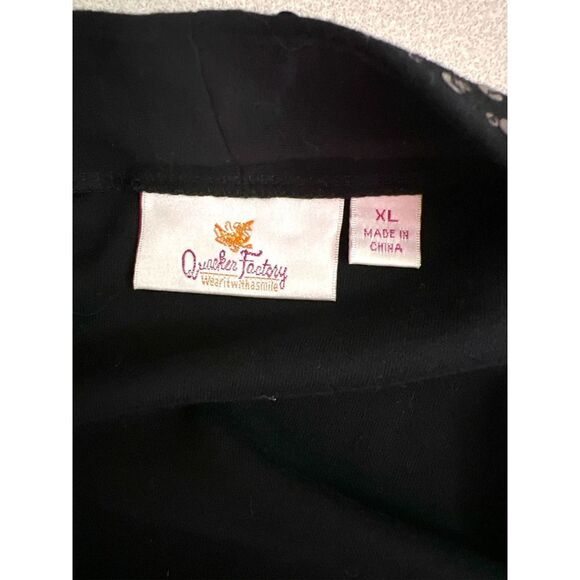 Quacker Factory
Wearitwithasmile
XL
MADE IN
CHINA